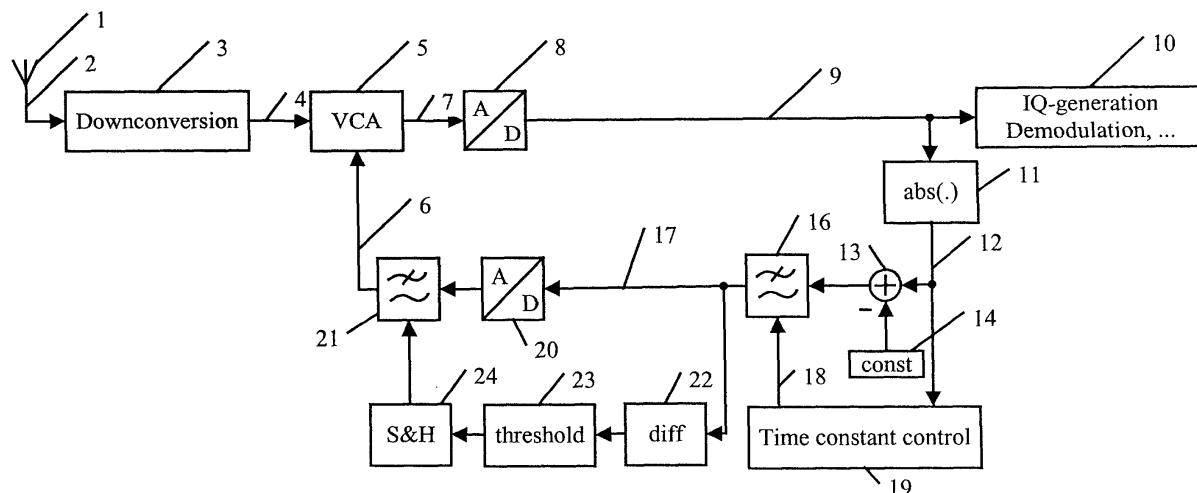 1
2
3
4
5
7
8
9
10
Downconversion
VCA
A
D
IQ-generation
Demodulation, ...
abs(.)
11
6
17
16
13
12
A
D
+
−
14
const
21
20
18
24
23
22
S&H
threshold
diff
Time constant control
19